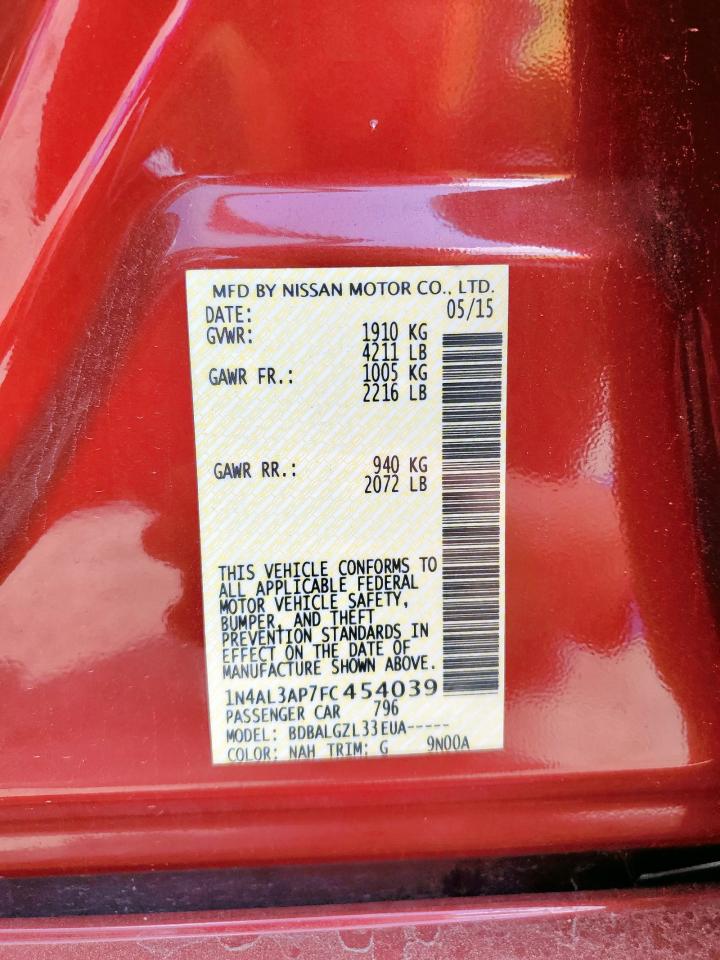 MFD BY NISSAN MOTOR CO., LTD.
DATE: 05/15
GVWR: 1910 KG
4211 LB
GAWR FR.: 1005 KG
2216 LB
GAWR RR.: 940 KG
2072 LB
THIS VEHICLE CONFORMS TO
ALL APPLICABLE FEDERAL
MOTOR VEHICLE SAFETY,
BUMPER, AND THEFT
PREVENTION STANDARDS IN
EFFECT ON THE DATE OF
MANUFACTURE SHOWN ABOVE.
1N4AL3AP7FC454039
PASSENGER CAR 796
MODEL: BDBALGZL33EUA-----
COLOR: NAH TRIM: G 9N00A